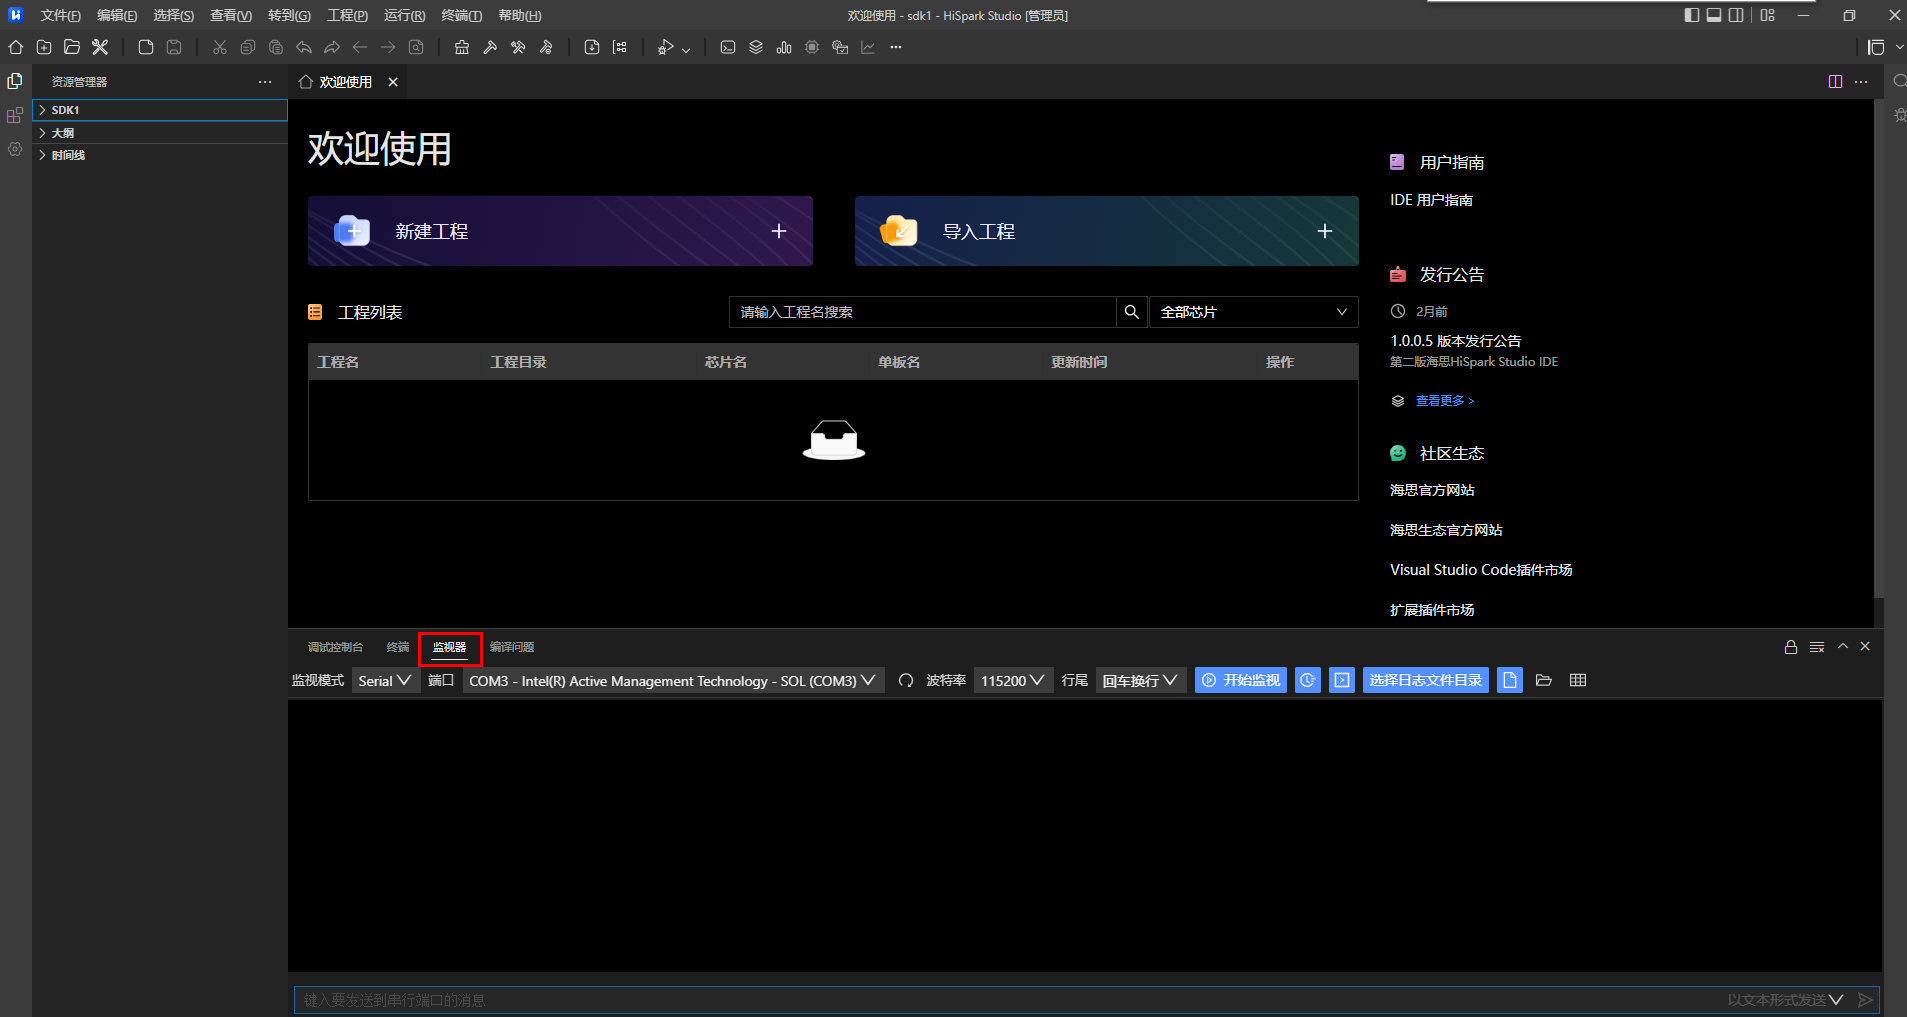 文件(F) 编辑(E) 选择(S) 查看(V) 转到(G) 工程(P) 运行(R) 终端(T) 帮助(H) 欢迎使用 - sdk1 - HiSpark Studio [管理员]
资源管理器
欢迎使用
SDK1
大纲
时间线
欢迎使用
新建工程
导入工程
工程列表 请输入工程名搜索 全部芯片
工程名 工程目录 芯片名 单板名 更新时间 操作
用户指南
IDE 用户指南
发行公告
2月前
1.0.0.5 版本发行公告
第二版海思HiSpark Studio IDE
查看更多 >
社区生态
海思官方网站
海思生态官方网站
Visual Studio Code插件市场
扩展插件市场
调试控制台 终端 监视器 编译问题
监视模式 Serial 端口 COM3 - Intel(R) Active Management Technology - SOL (COM3) 波特率 115200 行尾 回车换行 开始监视 选择日志文件目录
键入要发送到串行端口的消息 以文本形式发送